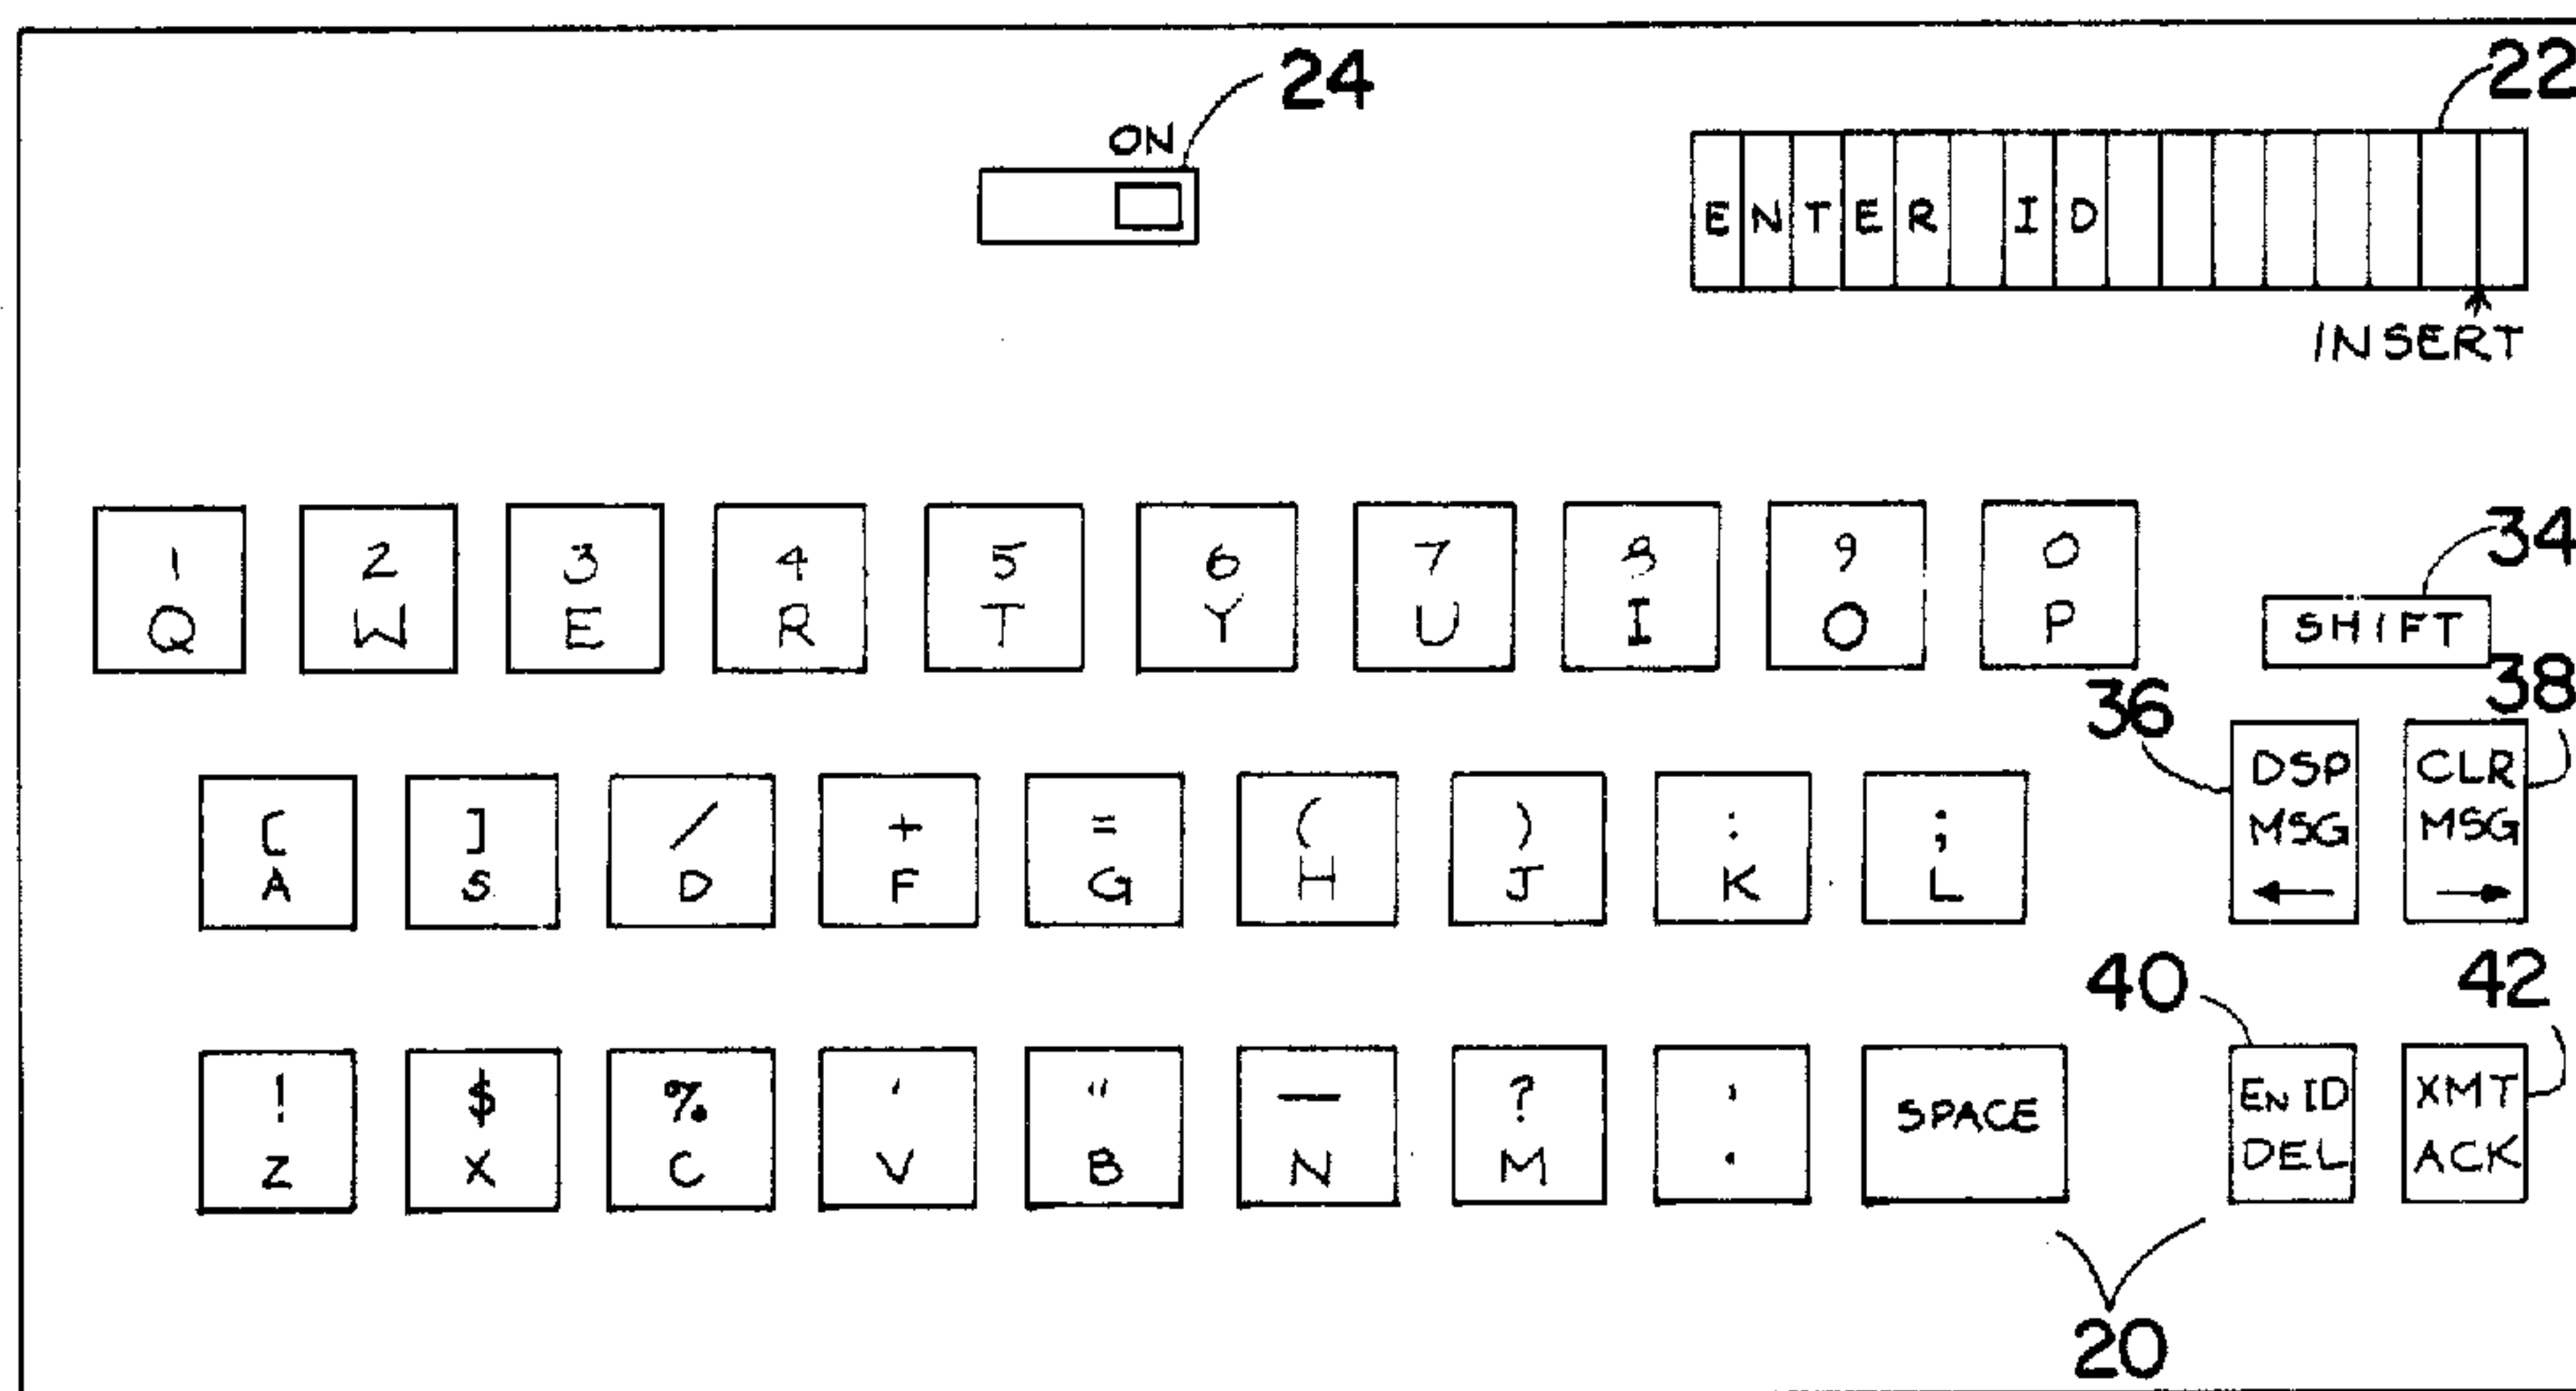 24
22
ON
E N T E R I D
INSERT
1 2 3 4 5 6 7 8 9 0
Q W E R T Y U I O P
34
SHIFT
36 38
DSP CLR
MSG MSG
← →
[ ] / + = ( ) : ;
A S D F G H J K L
40 42
! $ % ' " — ? '
Z X C V B N M .
SPACE
EN ID XMT
DEL ACK
20